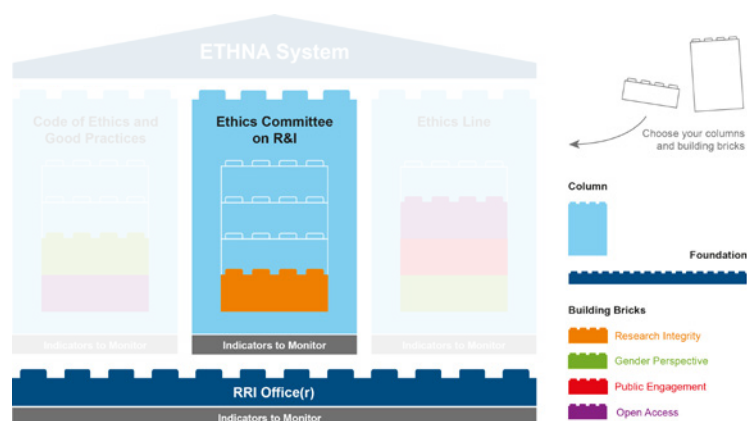 ETHNA System
Code of Ethics and
Good Practices
Ethics Committee
on R&I
Ethics Line
Choose your columns
and building bricks
Column
Foundation
Building Bricks
Research Integrity
Gender Perspective
Public Engagement
Open Access
Indicators to Monitor
Indicators to Monitor
Indicators to Monitor
RRI Office(r)
Indicators to Monitor